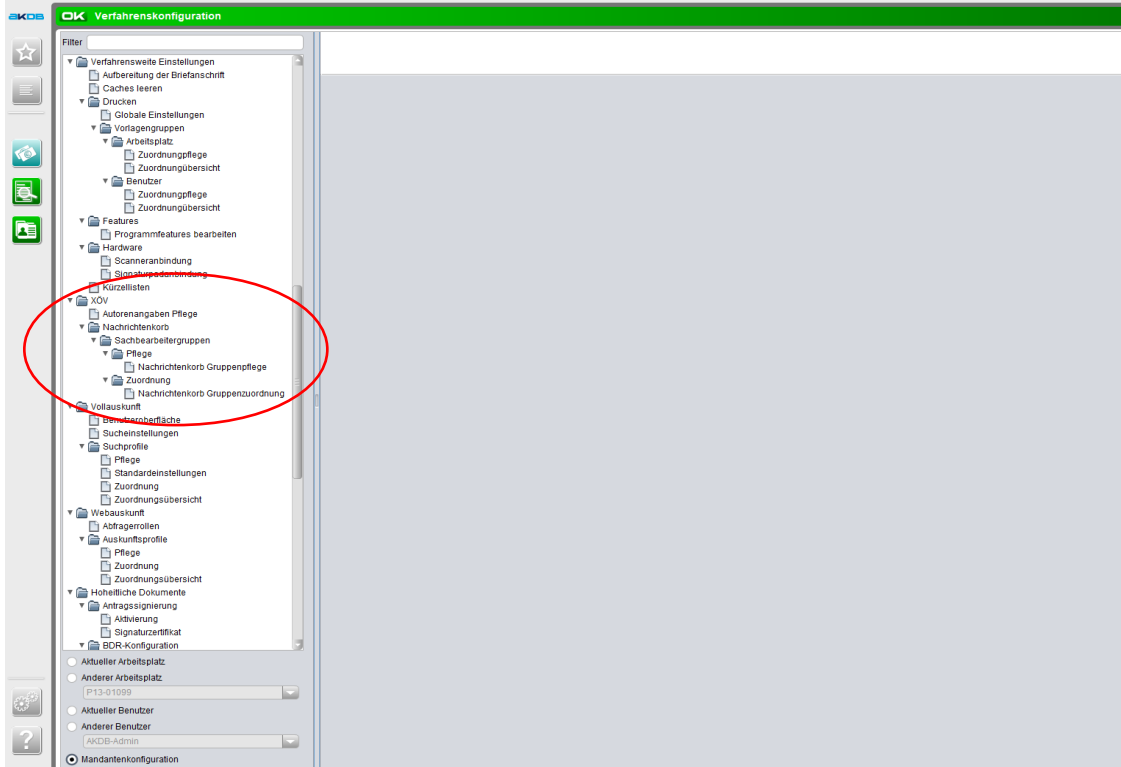 AKDB
OK Verfahrenskonfiguration
Filter
Verfahrensweite Einstellungen
Aufbereitung der Briefanschrift
Caches leeren
Drucken
Globale Einstellungen
Vorlagengruppen
Arbeitsplatz
Zuordnungpflege
Zuordnungübersicht
Benutzer
Zuordnungpflege
Zuordnungübersicht
Features
Programmfeatures bearbeiten
Hardware
Scanneranbindung
Signaturpadanbindung
Kürzellisten
XÖV
Autorenangaben Pflege
Nachrichtenkorb
Sachbearbeitergruppen
Pflege
Nachrichtenkorb Gruppenpflege
Zuordnung
Nachrichtenkorb Gruppenzuordnung
Vollauskunft
Benutzeroberfläche
Sucheinstellungen
Suchprofile
Pflege
Standardeinstellungen
Zuordnung
Zuordnungsübersicht
Webauskunft
Abfragerollen
Auskunftsprofile
Pflege
Zuordnung
Zuordnungsübersicht
Hoheitliche Dokumente
Antragssignierung
Aktivierung
Signaturzertifikat
BDR-Konfiguration
Aktueller Arbeitsplatz
Anderer Arbeitsplatz
P13-01099
Aktueller Benutzer
Anderer Benutzer
AKDB-Admin
?
Mandantenkonfiguration